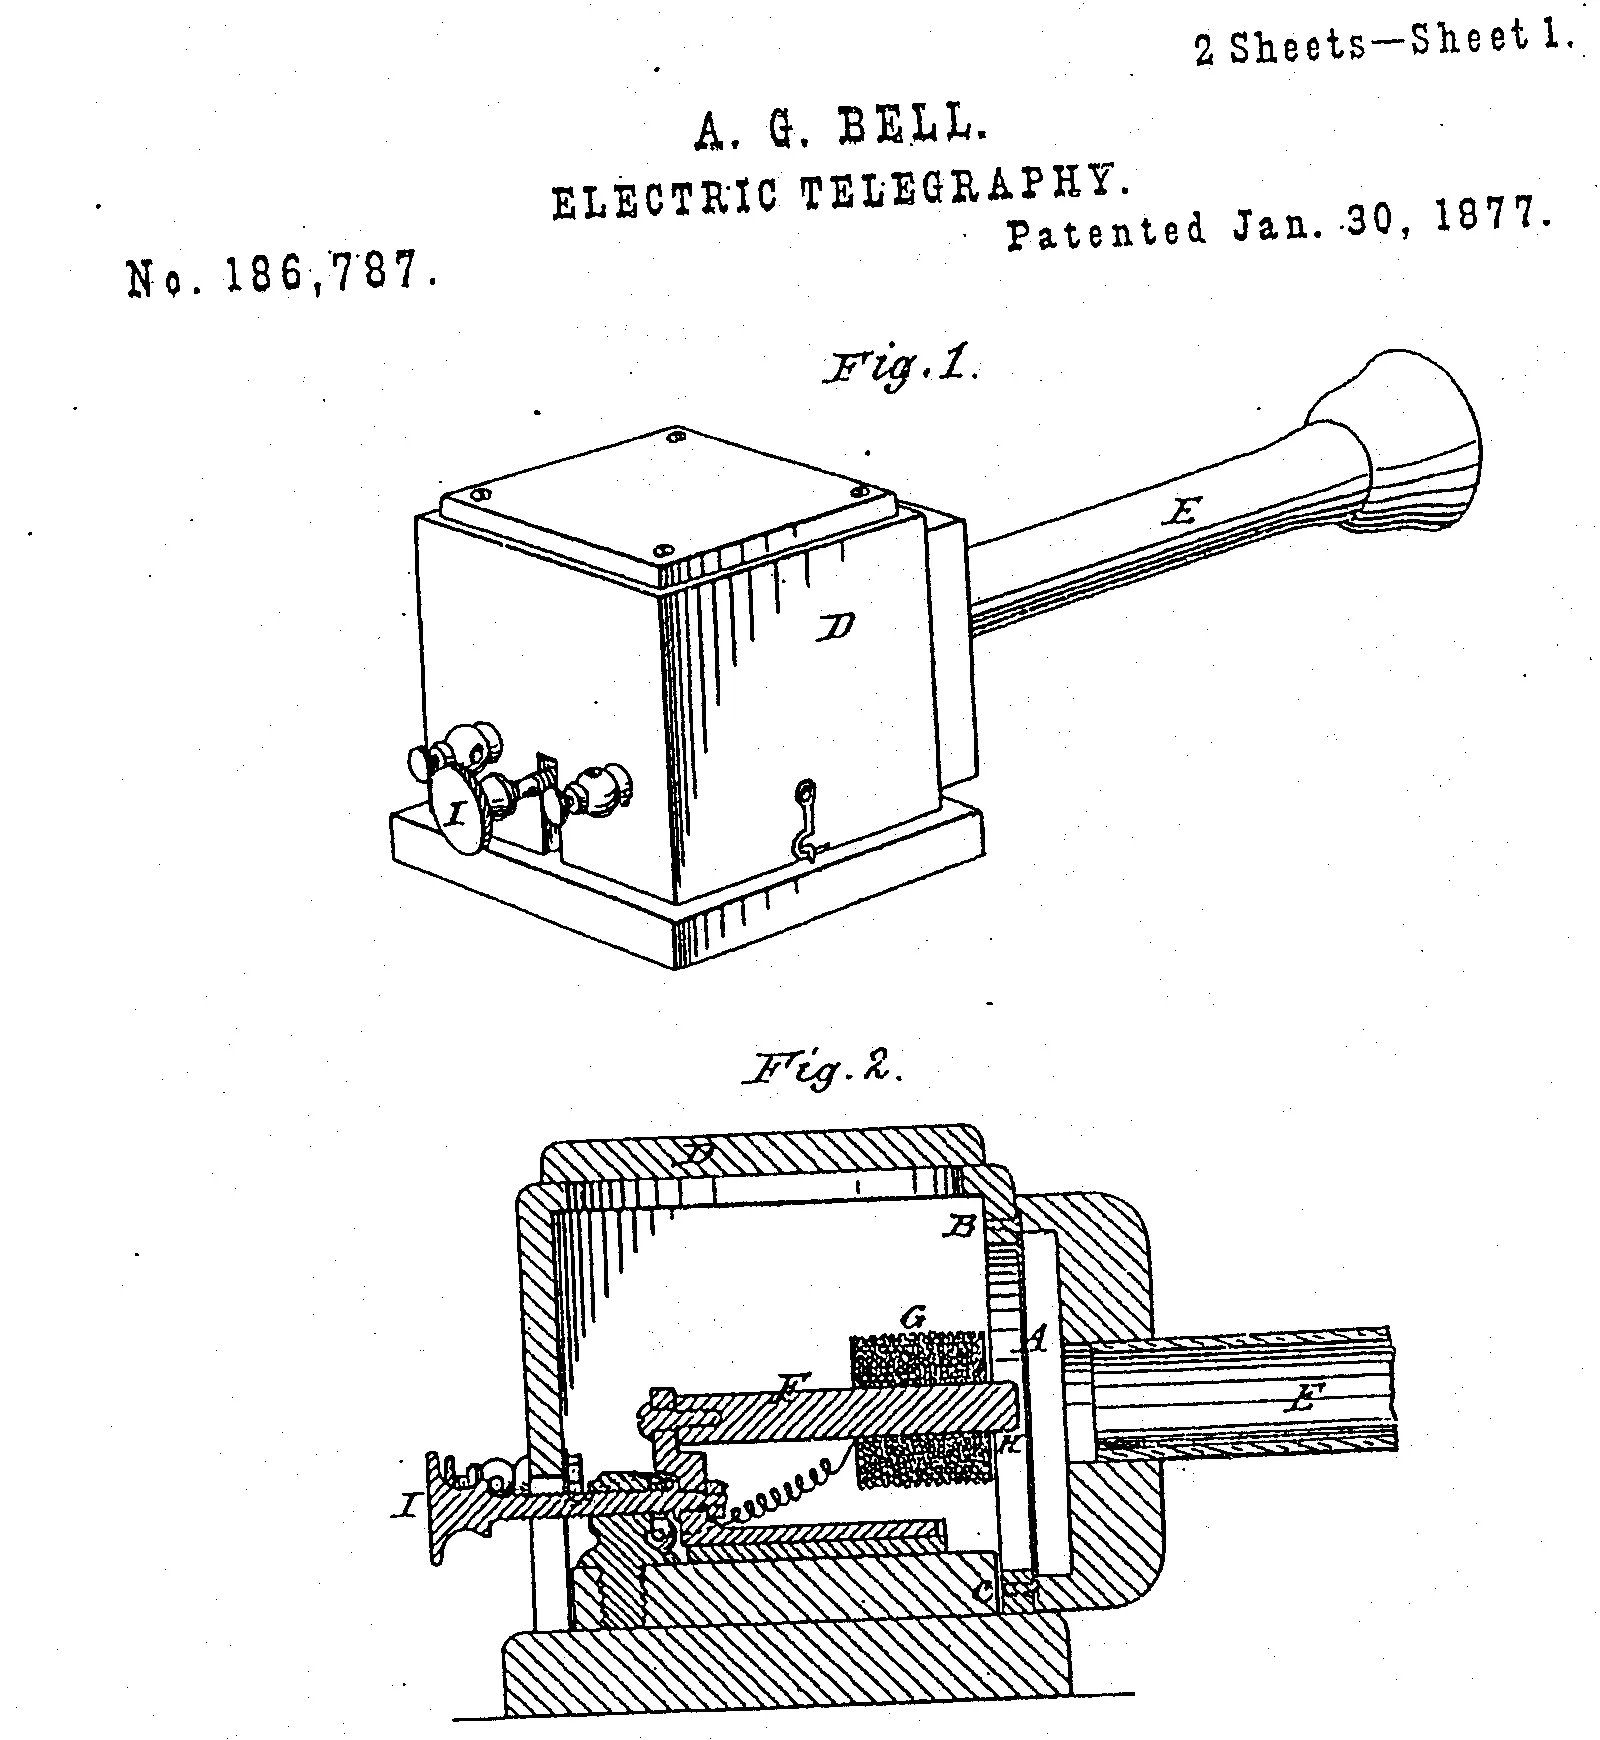 2 Sheets—Sheet 1.
A. G. BELL.
ELECTRIC TELEGRAPHY.
No. 186,787.
Patented Jan. 30, 1877.
Fig. 1.
E
D
I
Fig. 2.
D
B
G
A
F
E
H
I
C